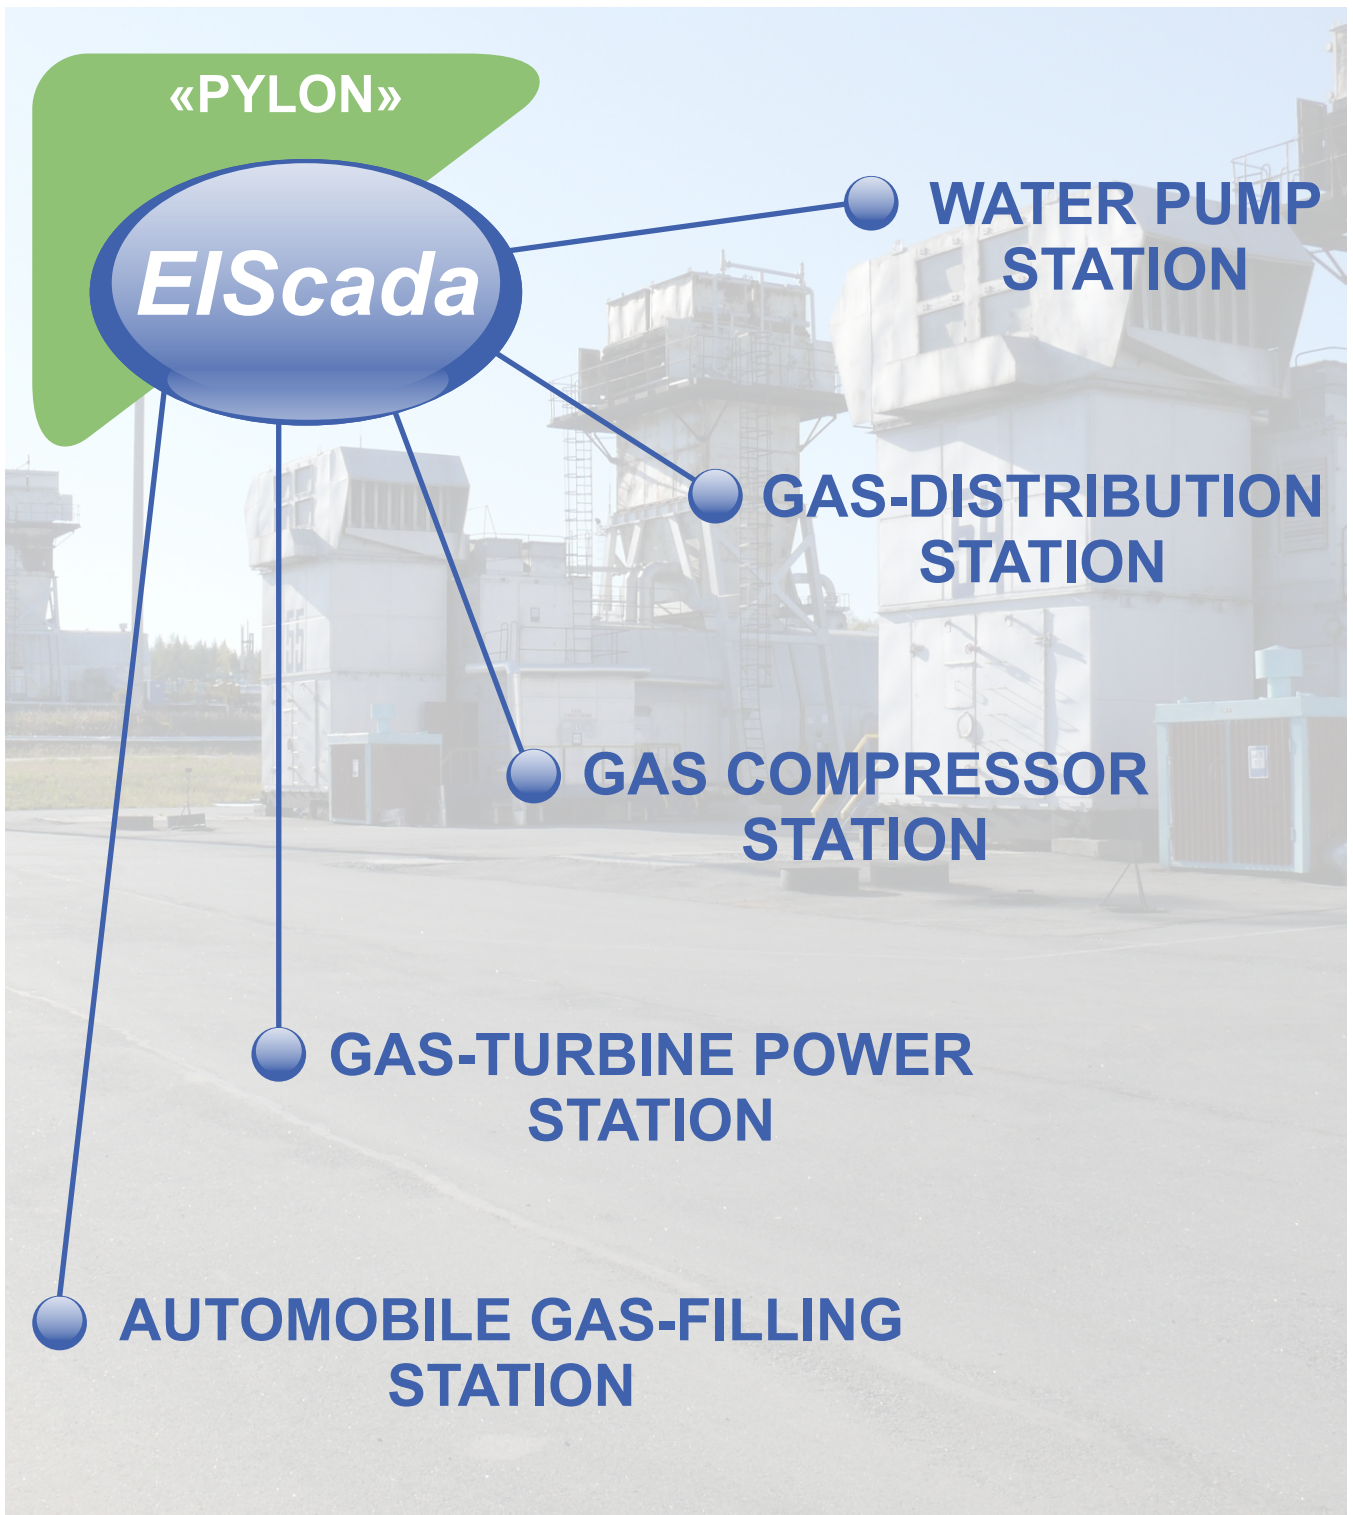 «PYLON»
ElScada
WATER PUMP
STATION
GAS-DISTRIBUTION
STATION
GAS COMPRESSOR
STATION
GAS-TURBINE POWER
STATION
AUTOMOBILE GAS-FILLING
STATION